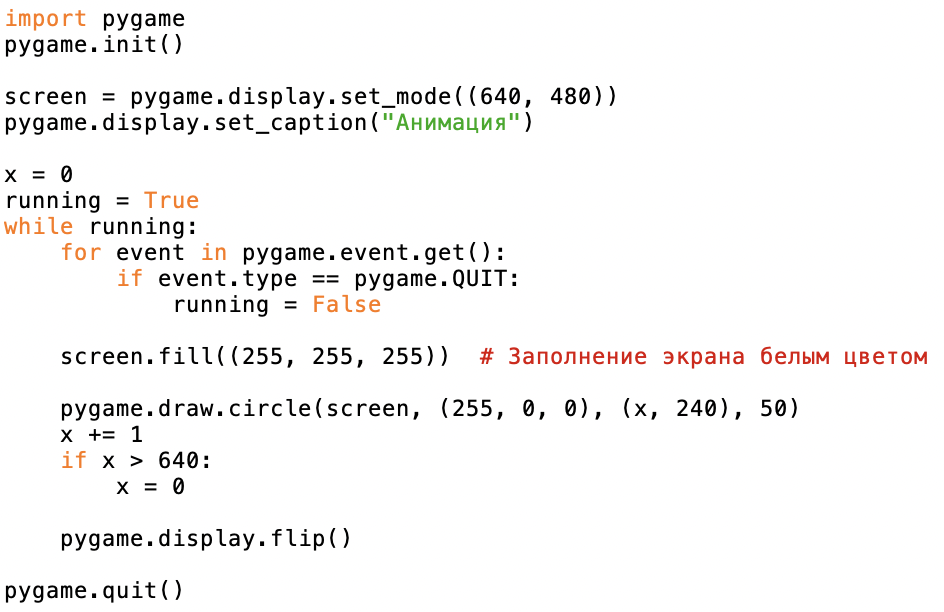 import pygame
pygame.init()

screen = pygame.display.set_mode((640, 480))
pygame.display.set_caption("Анимация")

x = 0
running = True
while running:
    for event in pygame.event.get():
        if event.type == pygame.QUIT:
            running = False

    screen.fill((255, 255, 255))  # Заполнение экрана белым цветом

    pygame.draw.circle(screen, (255, 0, 0), (x, 240), 50)
    x += 1
    if x > 640:
        x = 0

    pygame.display.flip()

pygame.quit()